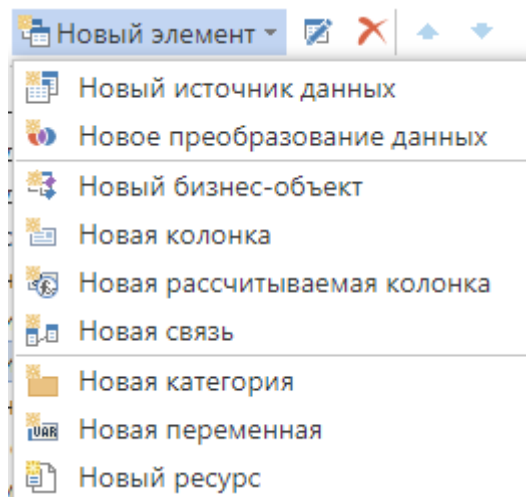 Новый элемент
Новый источник данных
Новое преобразование данных
Новый бизнес-объект
Новая колонка
Новая рассчитываемая колонка
Новая связь
Новая категория
Новая переменная
Новый ресурс